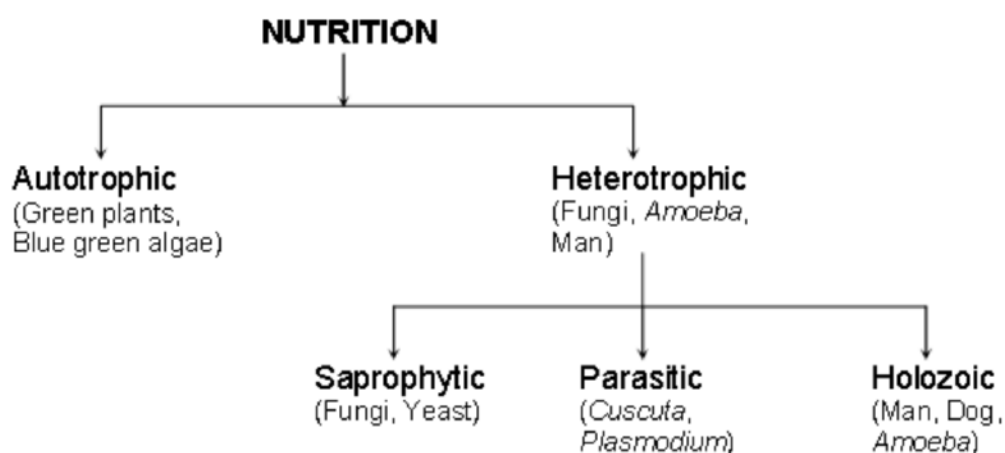 NUTRITION
Autotrophic
(Green plants,
Blue green algae)
Heterotrophic
(Fungi, Amoeba,
Man)
Saprophytic
(Fungi, Yeast)
Parasitic
(Cuscuta,
Plasmodium)
Holozoic
(Man, Dog,
Amoeba)